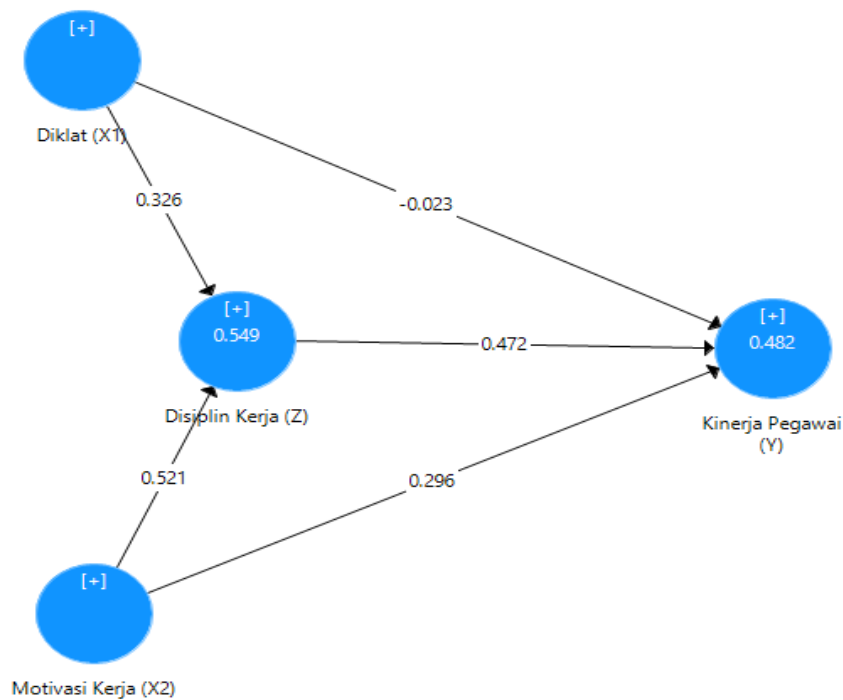 [+]
Diklat (X1)
0.326
-0.023
[+]
0.549
Disiplin Kerja (Z)
0.472
[+]
0.482
Kinerja Pegawai
(Y)
0.521
0.296
[+]
Motivasi Kerja (X2)